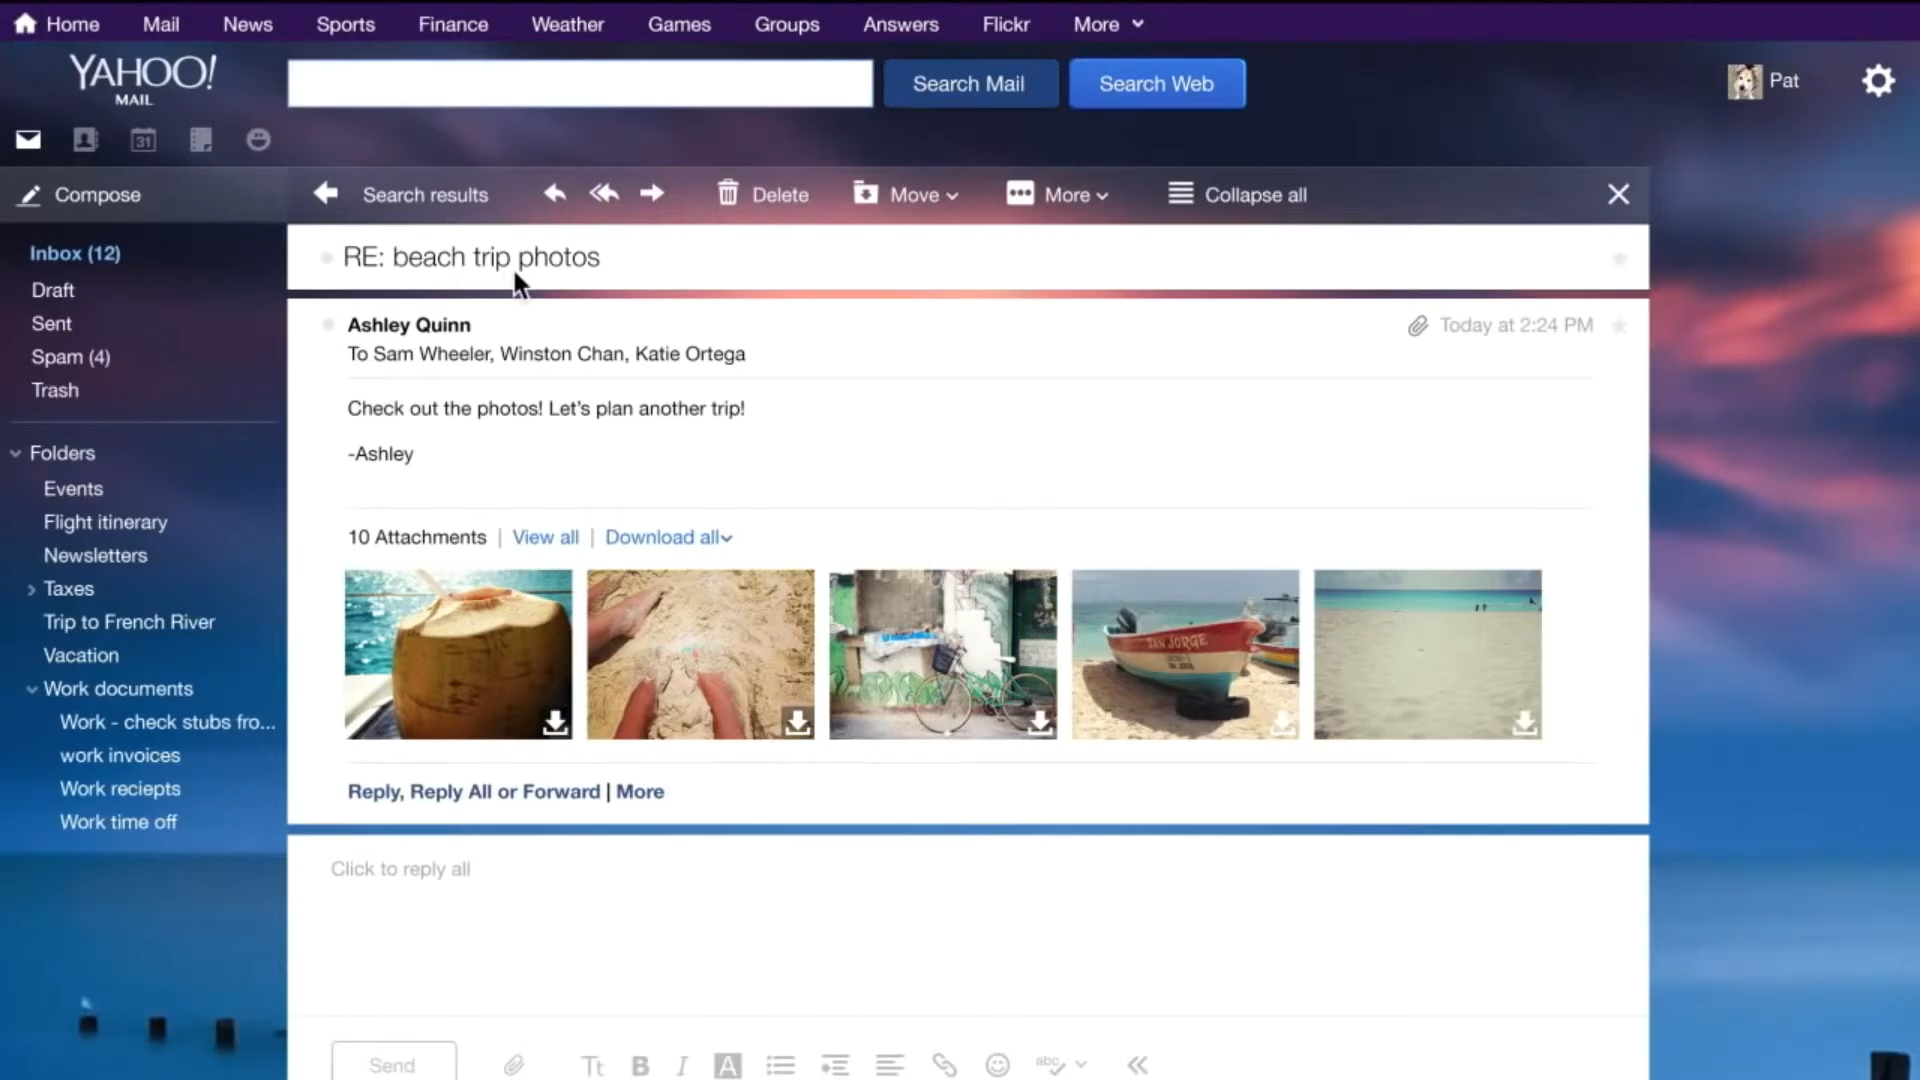 Home Mail News Sports Finance Weather Games Groups Answers Flickr More
YAHOO!
MAIL
Search Mail Search Web
Pat
31
Compose
Search results Delete Move More Collapse all
Inbox (12)
Draft
Sent
Spam (4)
Trash
Folders
Events
Flight itinerary
Newsletters
Taxes
Trip to French River
Vacation
Work documents
Work - check stubs fro...
work invoices
Work reciepts
Work time off
RE: beach trip photos
Ashley Quinn
Today at 2:24 PM
To Sam Wheeler, Winston Chan, Katie Ortega
Check out the photos! Let's plan another trip!
-Ashley
10 Attachments | View all | Download all
SAN JORGE
Reply, Reply All or Forward | More
Click to reply all
Send
Tt B I A abc